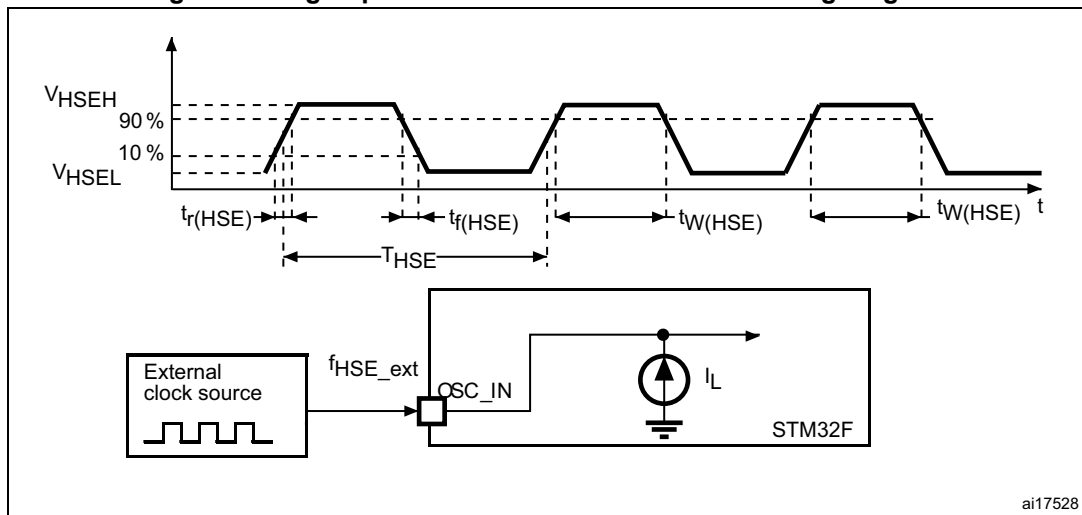 VHSEH
90 %
10 %
VHSEL
tr(HSE)
tf(HSE)
tW(HSE)
tW(HSE)
t
THSE
External
clock source
fHSE_ext
OSC_IN
IL
STM32F
ai17528